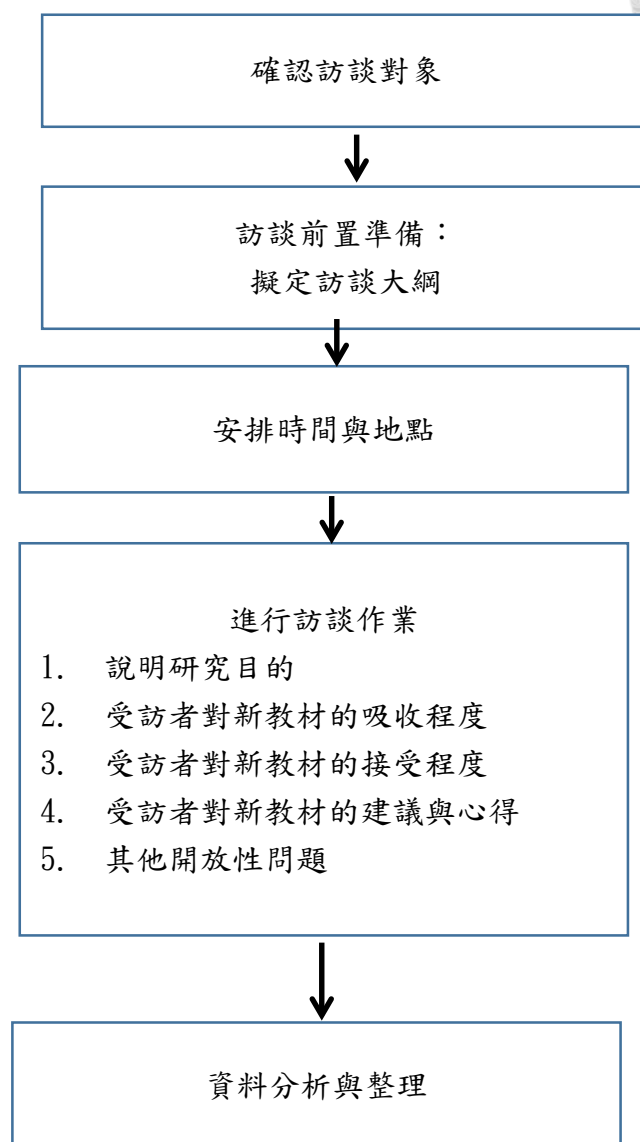 確認訪談對象
訪談前置準備：
擬定訪談大綱
安排時間與地點
進行訪談作業
1. 說明研究目的
2. 受訪者對新教材的吸收程度
3. 受訪者對新教材的接受程度
4. 受訪者對新教材的建議與心得
5. 其他開放性問題
資料分析與整理